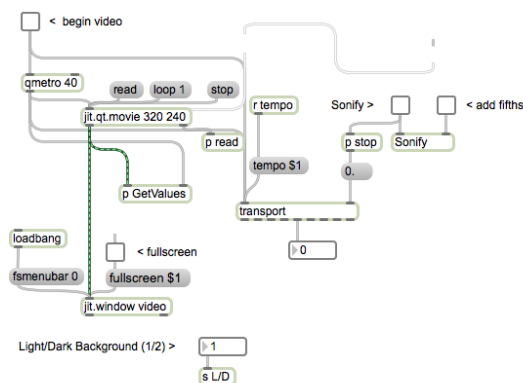 < begin video
qmetro 40
read loop 1 stop
jit.qt.movie 320 240
r tempo
Sonify > < add fifths
p read
p stop Sonify
tempo $1
0.
p GetValues
transport
0
loadbang
< fullscreen
fsmenubar 0
fullscreen $1
jit.window video
Light/Dark Background (1/2) > 1
s L/D